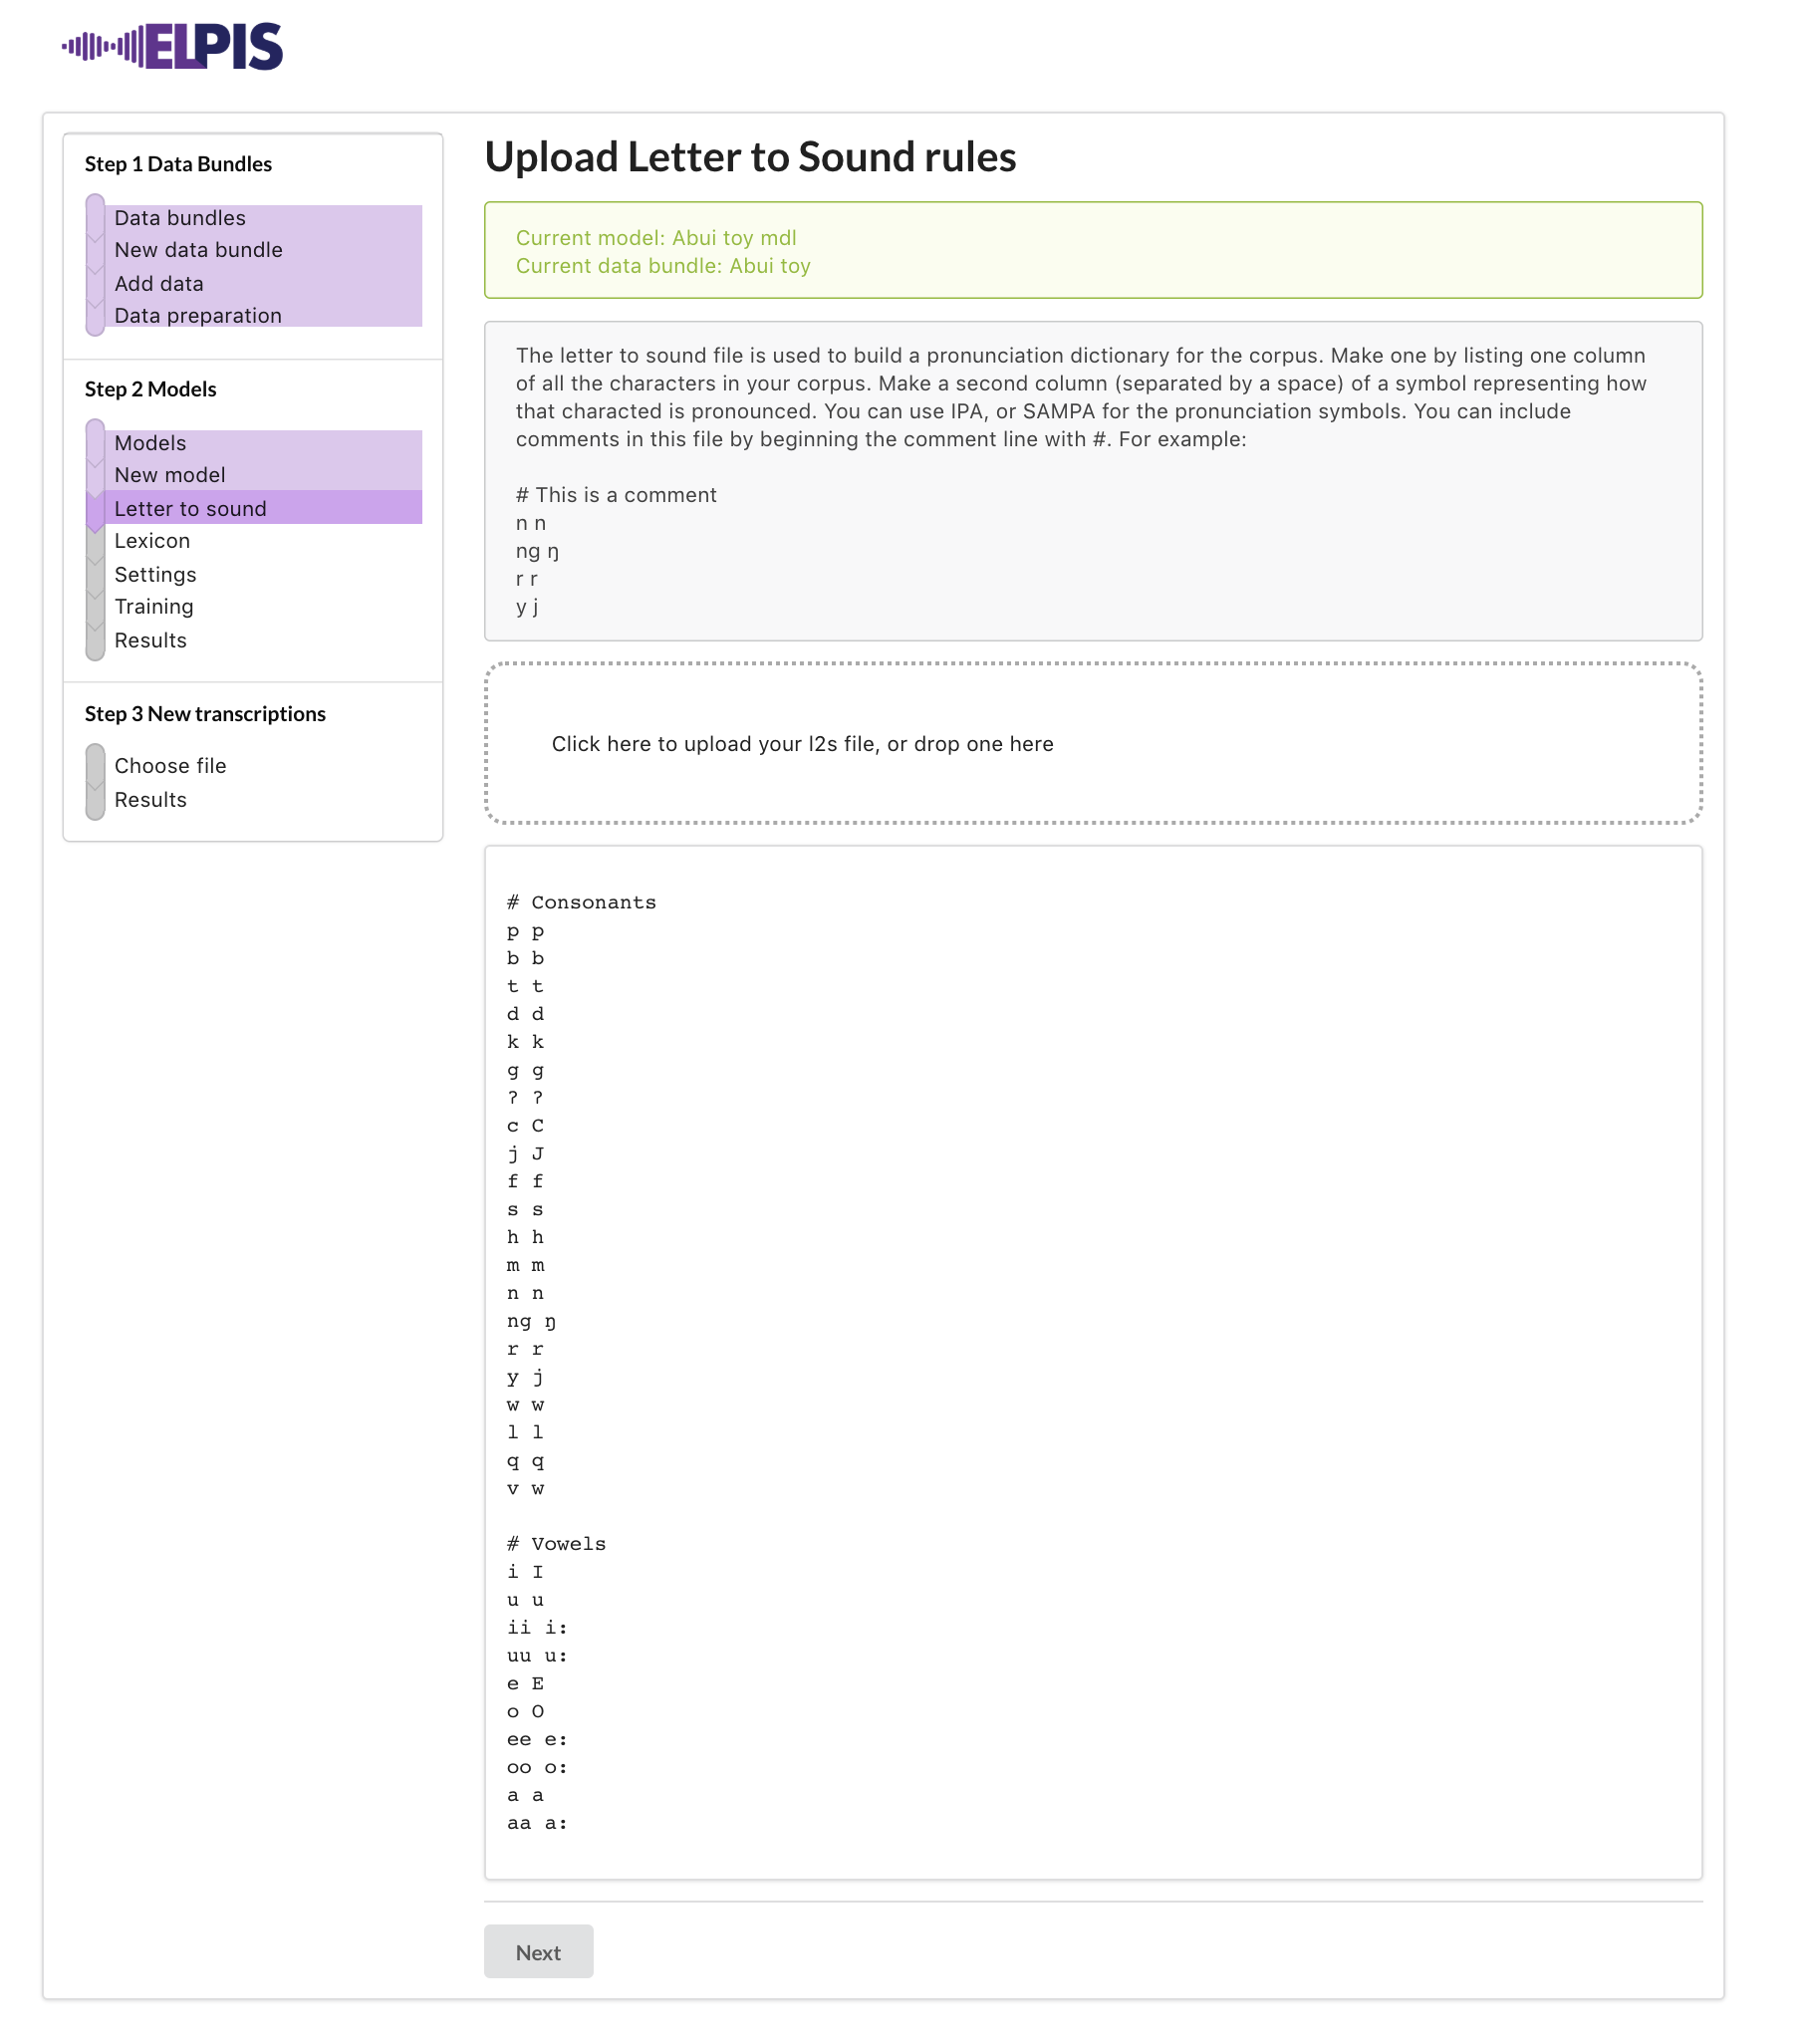 ELPIS
Step 1 Data Bundles
Data bundles
New data bundle
Add data
Data preparation
Step 2 Models
Models
New model
Letter to sound
Lexicon
Settings
Training
Results
Step 3 New transcriptions
Choose file
Results
Upload Letter to Sound rules
Current model: Abui toy mdl
Current data bundle: Abui toy
The letter to sound file is used to build a pronunciation dictionary for the corpus. Make one by listing one column
of all the characters in your corpus. Make a second column (separated by a space) of a symbol representing how
that characted is pronounced. You can use IPA, or SAMPA for the pronunciation symbols. You can include
comments in this file by beginning the comment line with #. For example:
# This is a comment
n n
ng ŋ
r r
y j
Click here to upload your l2s file, or drop one here
# Consonants
p p
b b
t t
d d
k k
g g
ʔ ʔ
c C
j J
f f
s s
h h
m m
n n
ng ŋ
r r
y j
w w
l l
q q
v w
# Vowels
i I
u u
ii i:
uu u:
e E
o O
ee e:
oo o:
a a
aa a:
Next